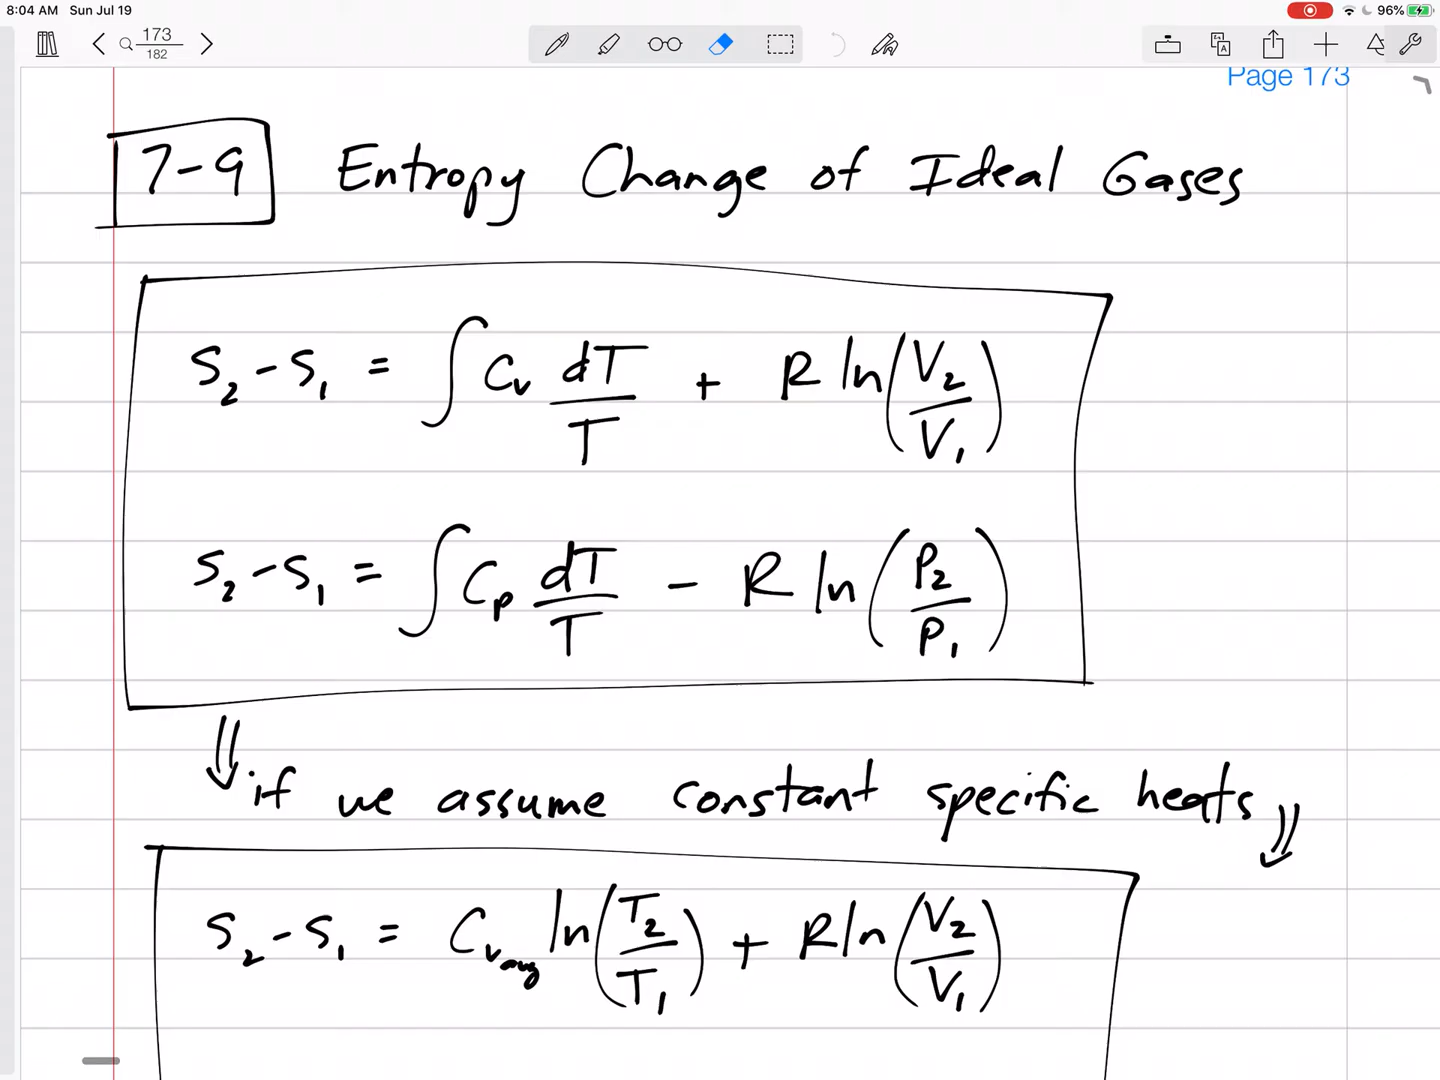 8:04 AM Sun Jul 19 96%
173
182
Page 173
7-9 Entropy Change of Ideal Gases
S₂ - S₁ = ∫ Cv dT/T + R ln(V₂/V₁)
S₂ - S₁ = ∫ Cp dT/T - R ln(P₂/P₁)
⇓ if we assume constant specific heats ⇓
S₂ - S₁ = Cv avg ln(T₂/T₁) + R ln(V₂/V₁)